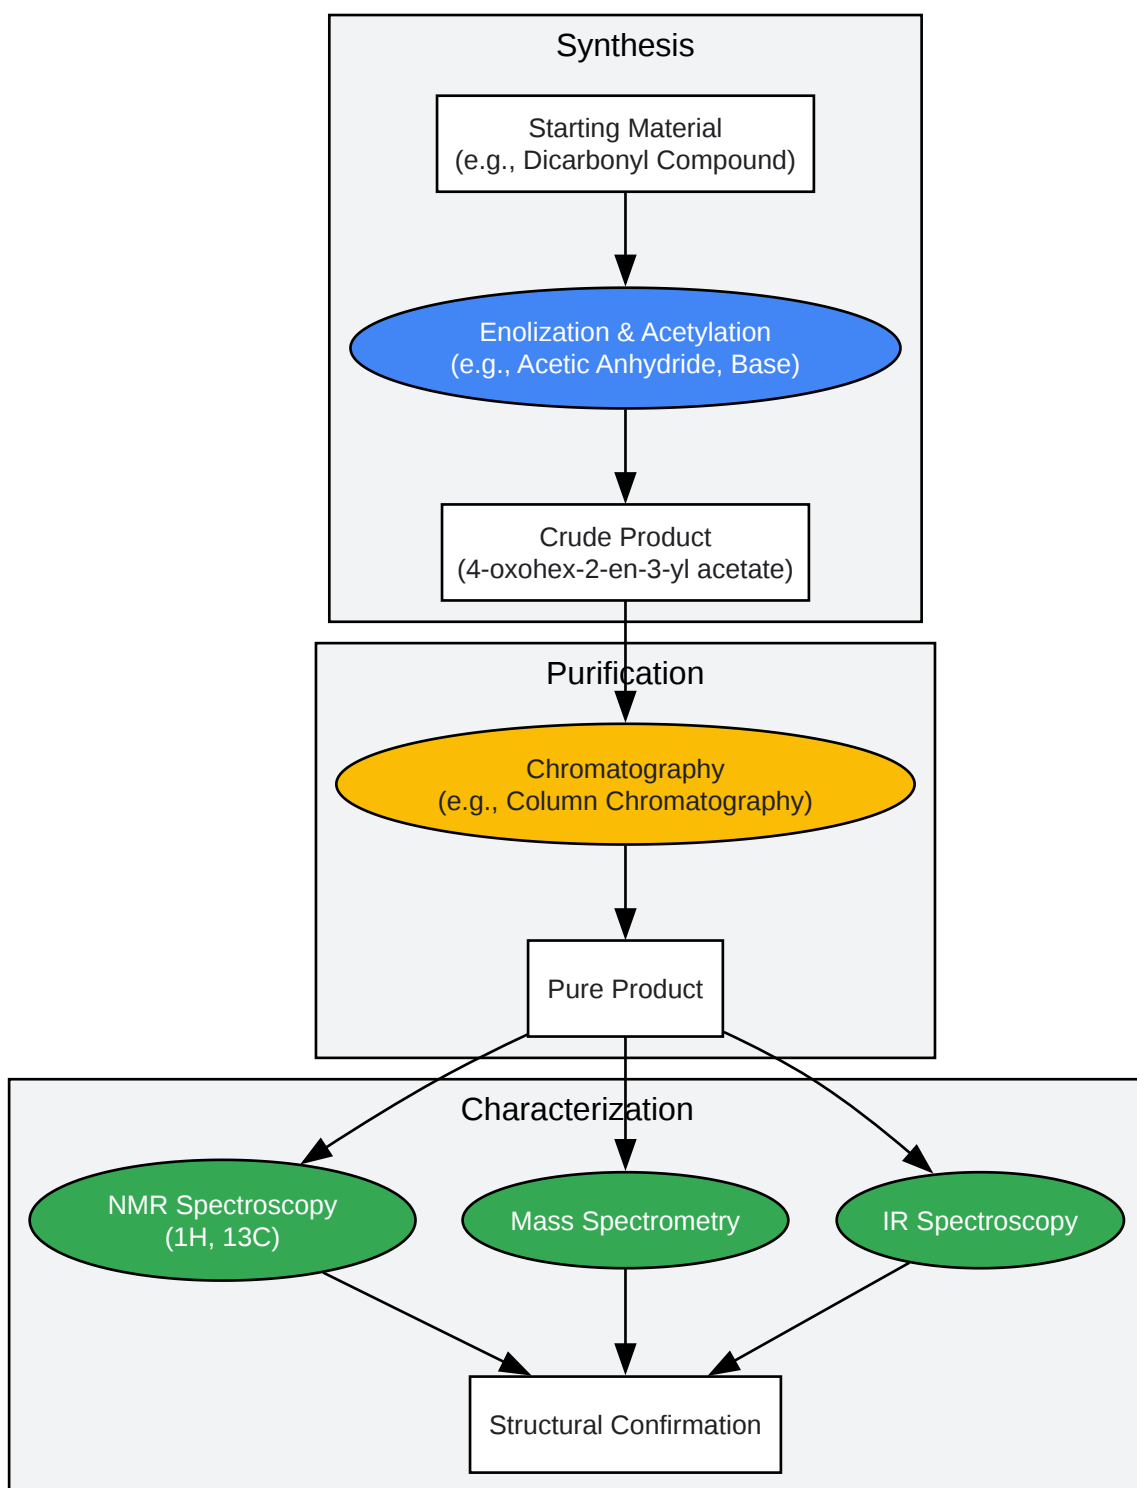 Synthesis
Starting Material
(e.g., Dicarbonyl Compound)
Enolization & Acetylation
(e.g., Acetic Anhydride, Base)
Crude Product
(4-oxohex-2-en-3-yl acetate)
Purification
Chromatography
(e.g., Column Chromatography)
Pure Product
Characterization
NMR Spectroscopy
(1H, 13C)
Mass Spectrometry
IR Spectroscopy
Structural Confirmation